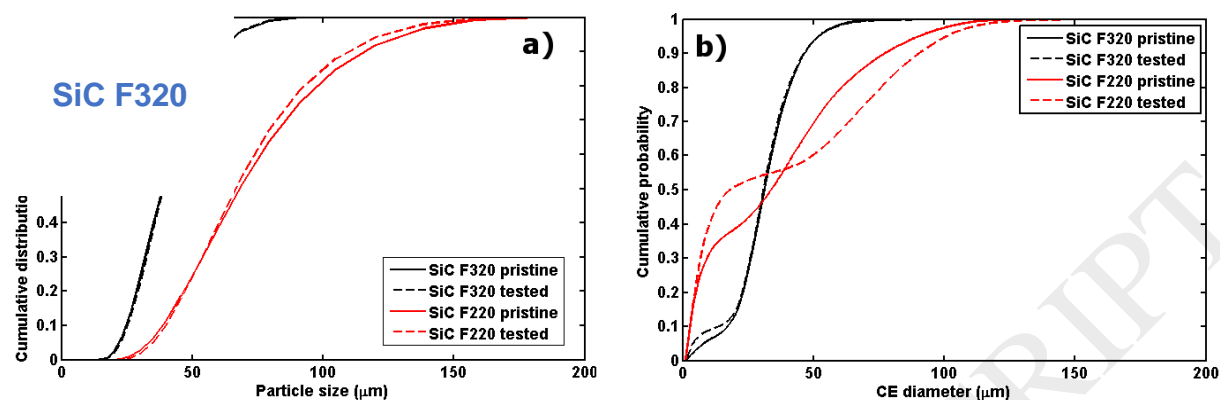 a)
SiC F320
0.4
0.3
0.2
0.1
0
Cumulative distributio
SiC F320 pristine
SiC F320 tested
SiC F220 pristine
SiC F220 tested
0 50 100 150 200
Particle size (μm)
b)
1
0.9
0.8
0.7
0.6
0.5
0.4
0.3
0.2
0.1
0
Cumulative probability
SiC F320 pristine
SiC F320 tested
SiC F220 pristine
SiC F220 tested
0 50 100 150 200
CE diameter (μm)
RIPT